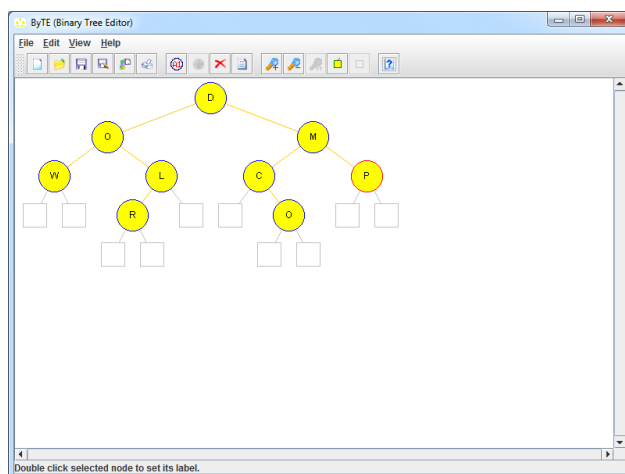 ByTE (Binary Tree Editor)
File Edit View Help
D
O M
W L C P
R O
Double click selected node to set its label.